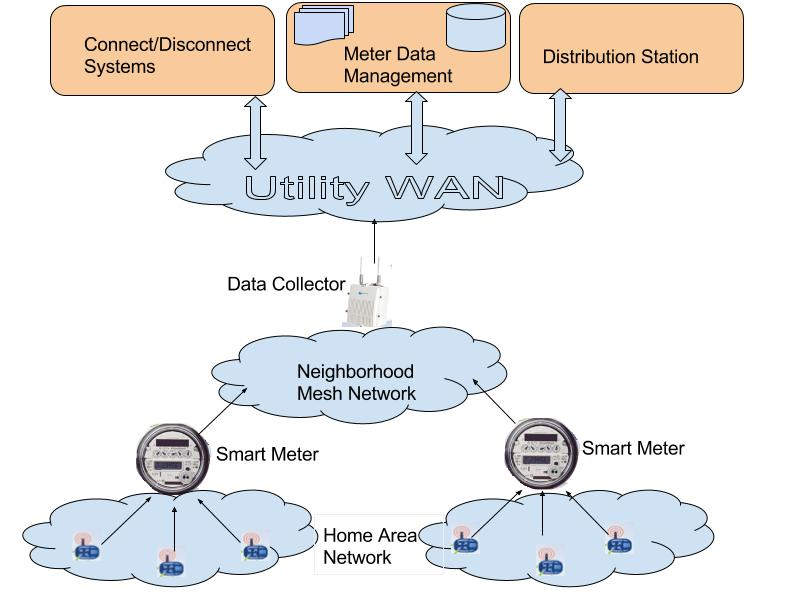 Connect/Disconnect
Systems
Meter Data
Management
Distribution Station
Utility WAN
Data Collector
Neighborhood
Mesh Network
Smart Meter
Smart Meter
Home Area
Network